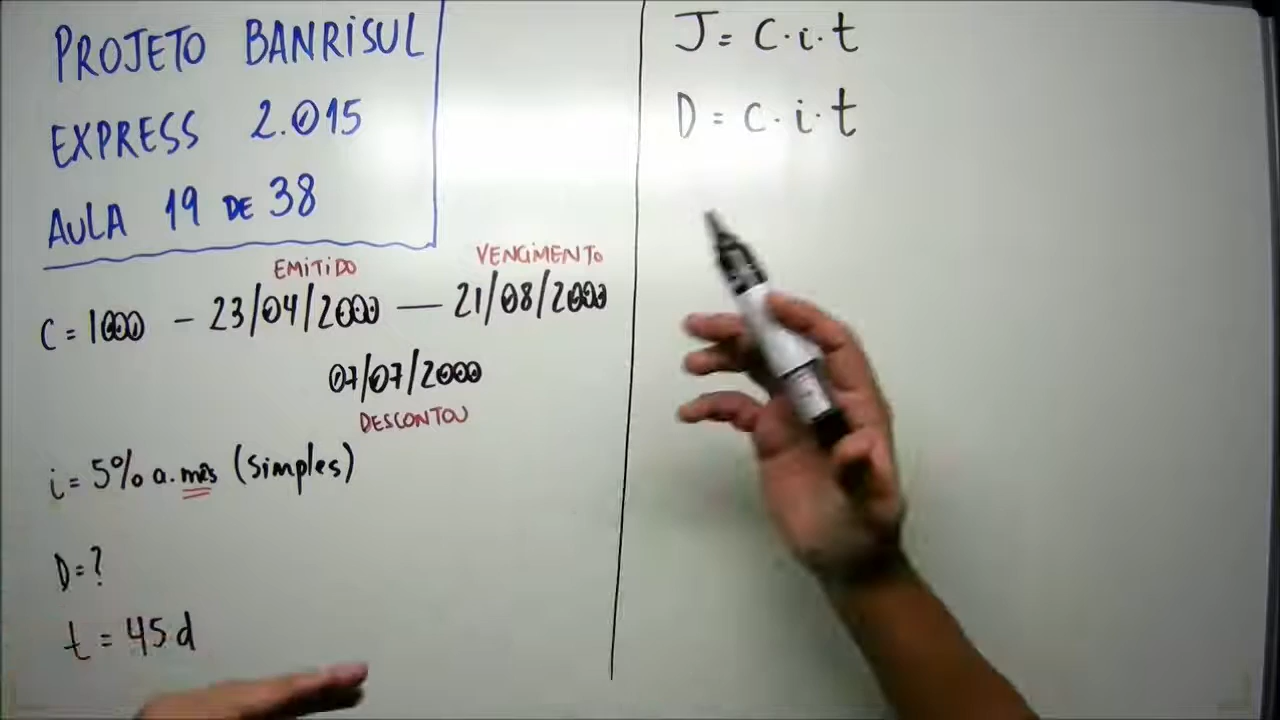 PROJETO BANRISUL
EXPRESS 2.015
AULA 19 DE 38
EMITIDO VENCIMENTO
C = 1000 - 23/04/2000 — 21/08/2000
07/07/2000
DESCONTOU
i = 5% a. mês (simples)
D = ?
t = 45 d
J = C · i · t
D = C · i · t